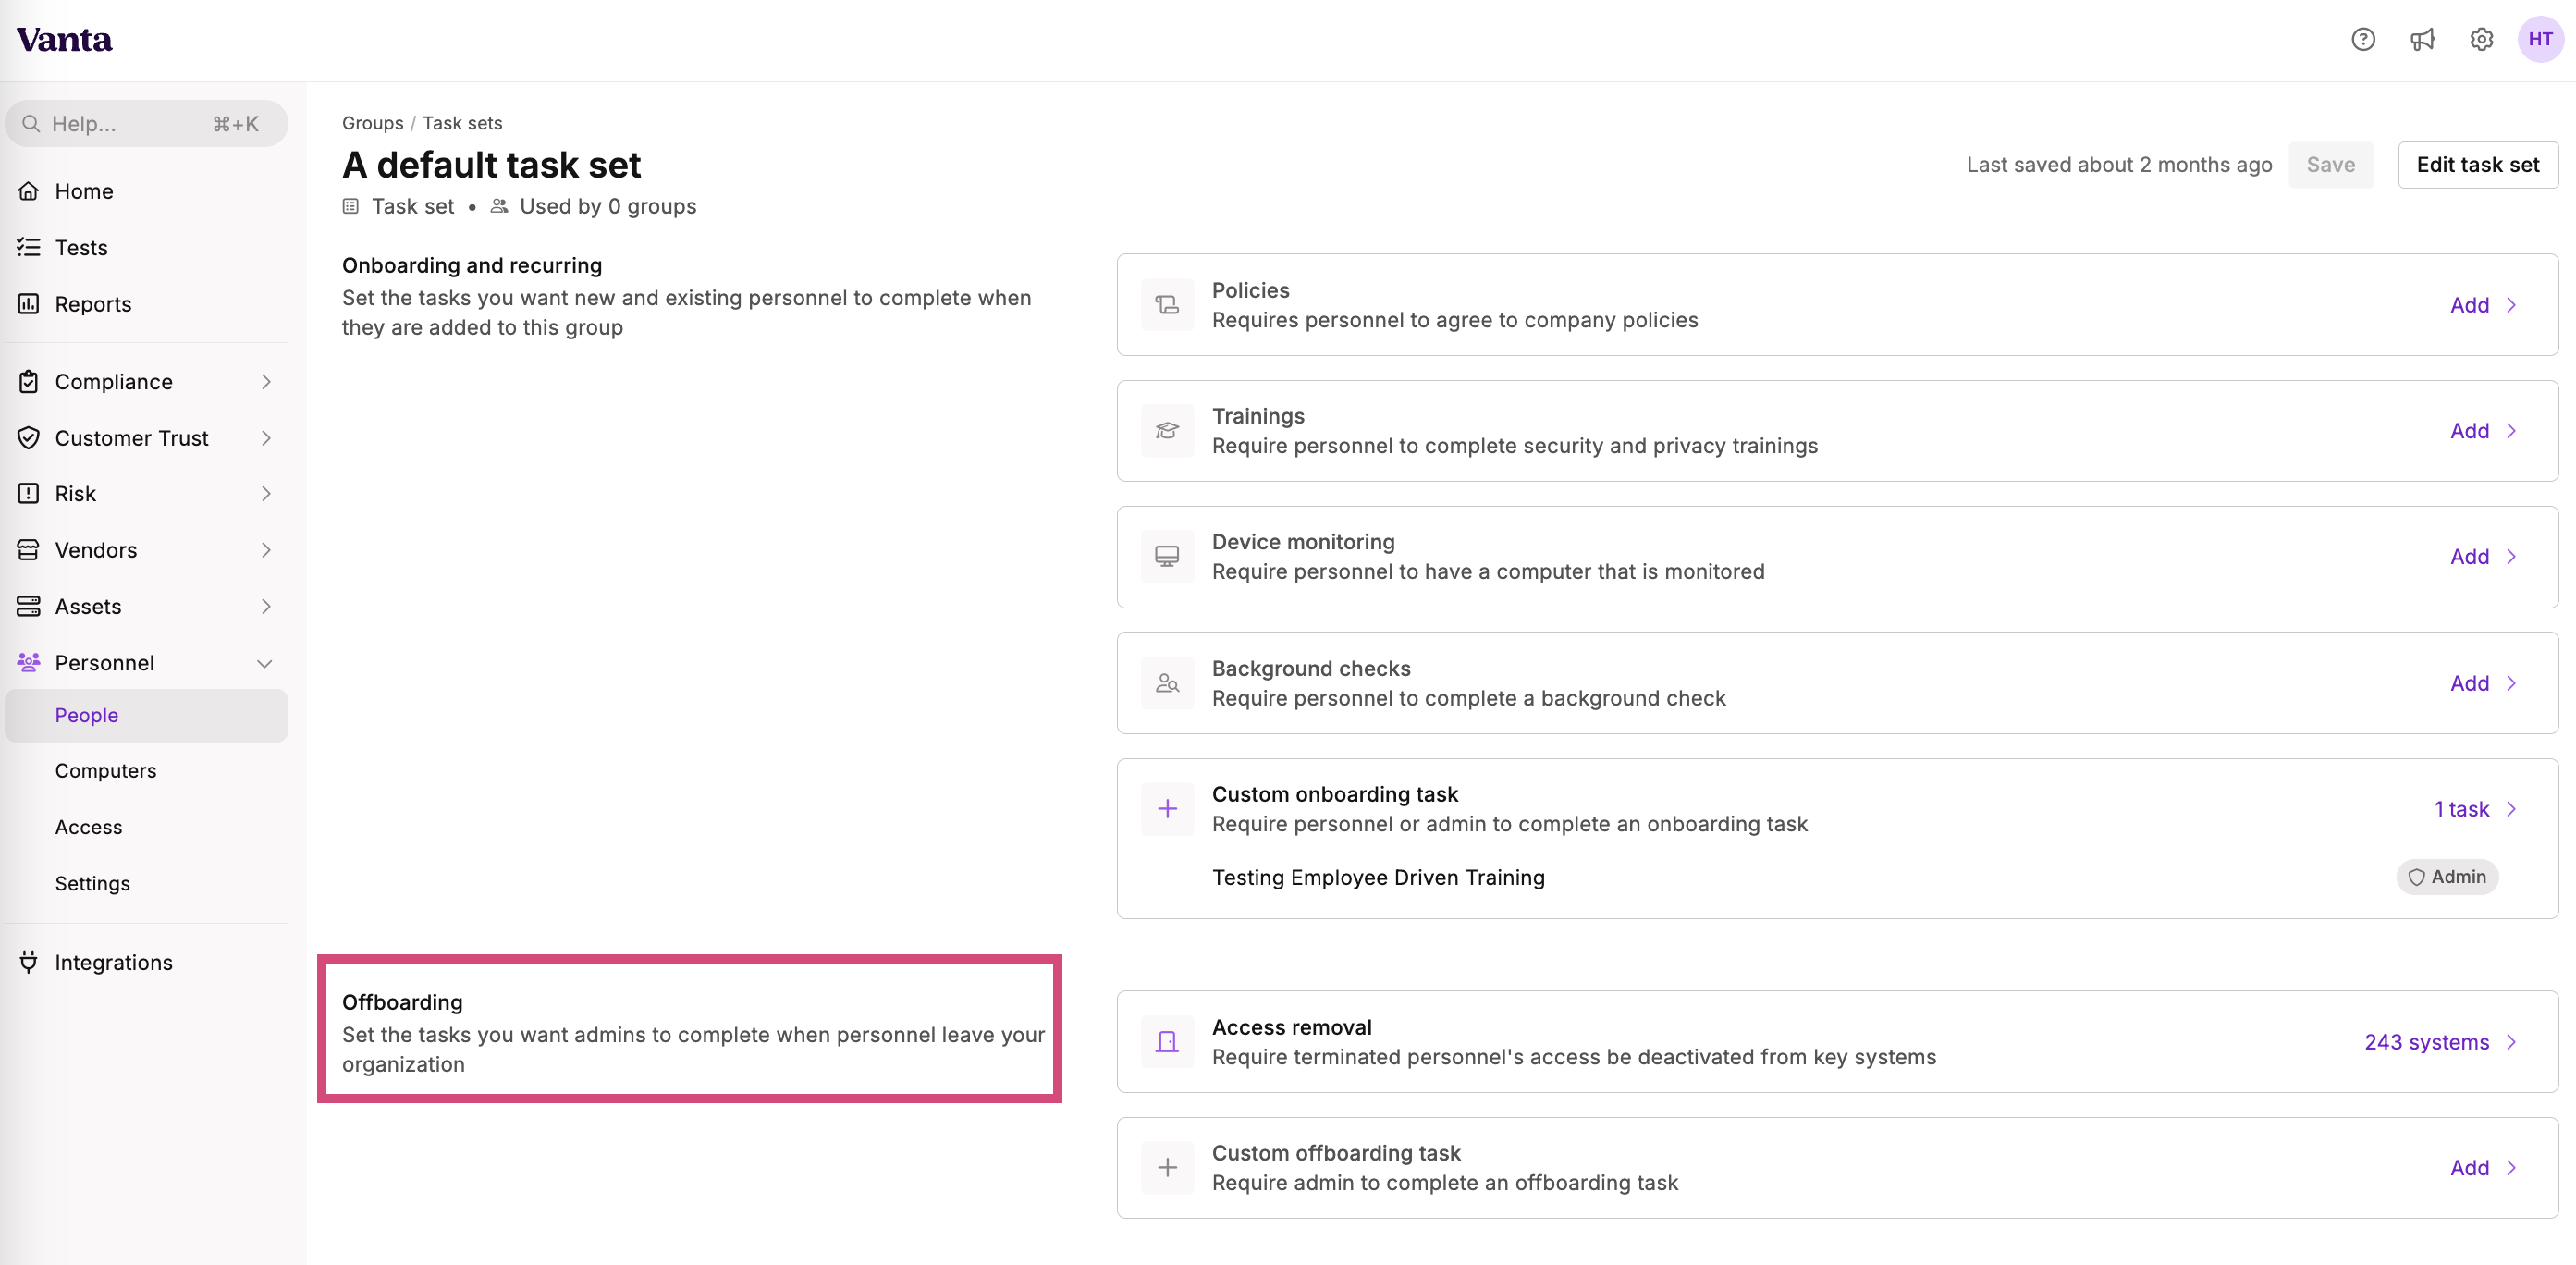 Vanta
HT
Help...
⌘+K
Home
Tests
Reports
Compliance
Customer Trust
Risk
Vendors
Assets
Personnel
People
Computers
Access
Settings
Integrations
Groups / Task sets
A default task set
Task set • Used by 0 groups
Last saved about 2 months ago
Save
Edit task set
Onboarding and recurring
Set the tasks you want new and existing personnel to complete when
they are added to this group
Policies
Requires personnel to agree to company policies
Add
Trainings
Require personnel to complete security and privacy trainings
Add
Device monitoring
Require personnel to have a computer that is monitored
Add
Background checks
Require personnel to complete a background check
Add
Custom onboarding task
Require personnel or admin to complete an onboarding task
1 task
Testing Employee Driven Training
Admin
Offboarding
Set the tasks you want admins to complete when personnel leave your
organization
Access removal
Require terminated personnel's access be deactivated from key systems
243 systems
Custom offboarding task
Require admin to complete an offboarding task
Add